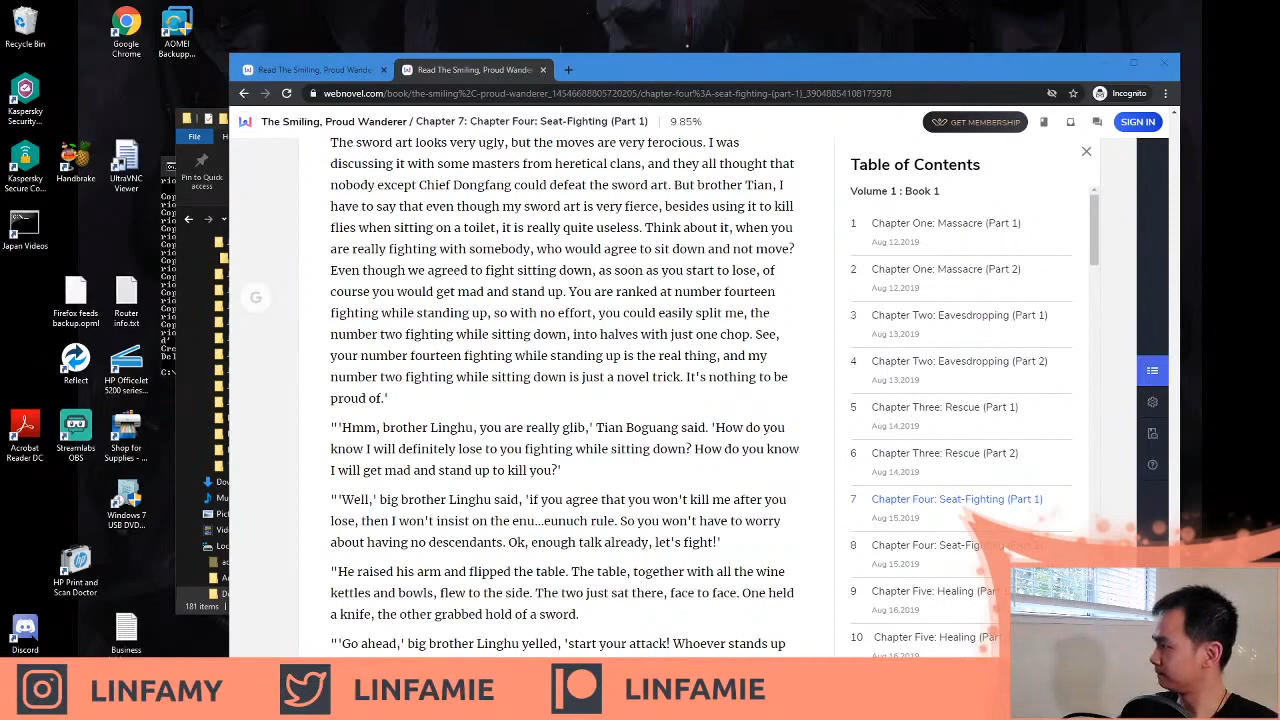 Recycle Bin
Google Chrome
AOMEI Backupp...
Kaspersky Security...
Handbrake
UltraVNC Viewer
Kaspersky Secure Co...
Japan Videos
Firefox feeds backup.opml
Router info.txt
Reflect
HP OfficeJet 5200 series...
Acrobat Reader DC
Streamlabs OBS
Shop for Supplies - ...
Windows 7 USB DVD...
HP Print and Scan Doctor
Discord
Business
File
Pin to Quick access
181 items
Read The Smiling, Proud Wande
Read The Smiling, Proud Wande
webnovel.com/book/the-smiling%2C-proud-wanderer_14546688805720205/chapter-four%3A-seat-fighting-(part-1)_39048854108175978
Incognito
The Smiling, Proud Wanderer / Chapter 7: Chapter Four: Seat-Fighting (Part 1)
9.85%
GET MEMBERSHIP
SIGN IN
The sword art looks very ugly, but the moves are very ferocious. I was
discussing it with some masters from heretical clans, and they all thought that
nobody except Chief Dongfang could defeat the sword art. But brother Tian, I
have to say that even though my sword art is very fierce, besides using it to kill
flies when sitting on a toilet, it is really quite useless. Think about it, when you
are really fighting with somebody, who would agree to sit down and not move?
Even though we agreed to fight sitting down, as soon as you start to lose, of
course you would get mad and stand up. You are ranked at number fourteen
fighting while standing up, so with no effort, you could easily split me, the
number two fighting while sitting down, into halves with just one chop. See,
your number fourteen fighting while standing up is the real thing, and my
number two fighting while sitting down is just a novel trick. It's nothing to be
proud of.'
"'Hmm, brother Linghu, you are really glib,' Tian Boguang said. 'How do you
know I will definitely lose to you fighting while sitting down? How do you know
I will get mad and stand up to kill you?'
"'Well,' big brother Linghu said, 'if you agree that you won't kill me after you
lose, then I won't insist on the enu...eunuch rule. So you won't have to worry
about having no descendants. Ok, enough talk already, let's fight!'
"He raised his arm and flipped the table. The table, together with all the wine
kettles and bowls, flew to the side. The two just sat there, face to face. One held
a knife, the other grabbed hold of a sword.
"'Go ahead,' big brother Linghu yelled, 'start your attack! Whoever stands up
Table of Contents
Volume 1 : Book 1
1 Chapter One: Massacre (Part 1)
Aug 12,2019
2 Chapter One: Massacre (Part 2)
Aug 12,2019
3 Chapter Two: Eavesdropping (Part 1)
Aug 13,2019
4 Chapter Two: Eavesdropping (Part 2)
Aug 13,2019
5 Chapter Three: Rescue (Part 1)
Aug 14,2019
6 Chapter Three: Rescue (Part 2)
Aug 14,2019
7 Chapter Four: Seat-Fighting (Part 1)
Aug 15,2019
8 Chapter Four: Seat-Fighting
Aug 15,2019
9 Chapter Five: Healing
Aug 16,2019
10 Chapter Five: Healing
Aug 16,2019
LINFAMY
LINFAMIE
LINFAMIE